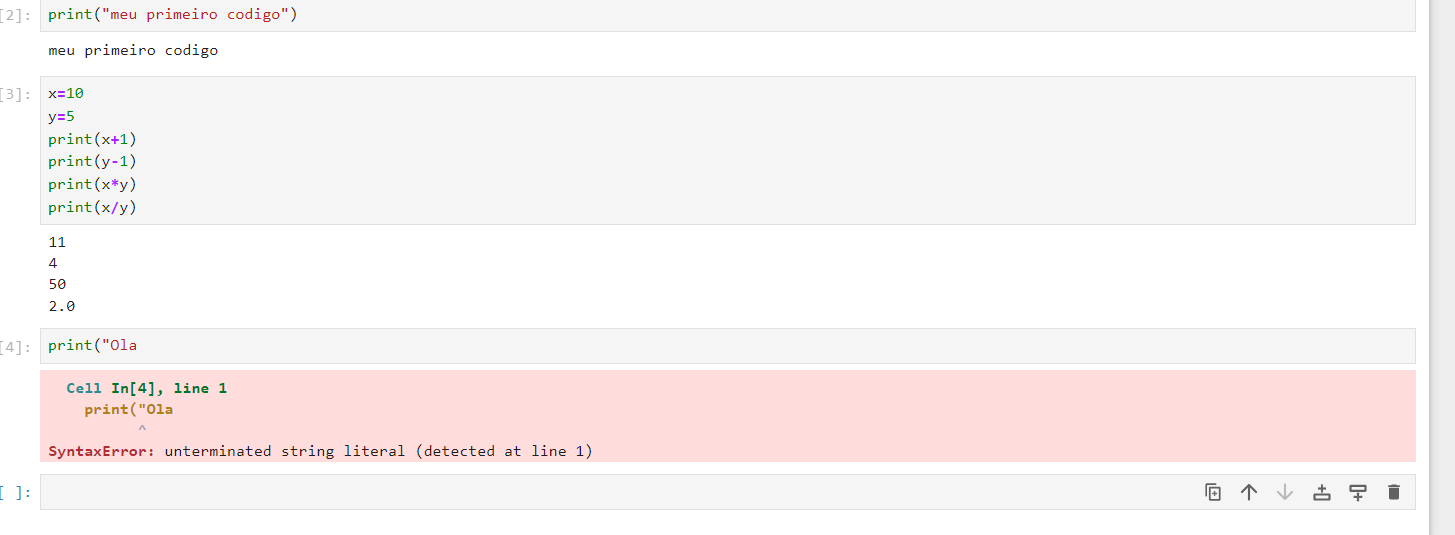 [2]: print("meu primeiro codigo")
meu primeiro codigo
[3]: x=10
y=5
print(x+1)
print(y-1)
print(x*y)
print(x/y)
11
4
50
2.0
[4]: print("Ola
Cell In[4], line 1
print("Ola
^
SyntaxError: unterminated string literal (detected at line 1)
[ ]: